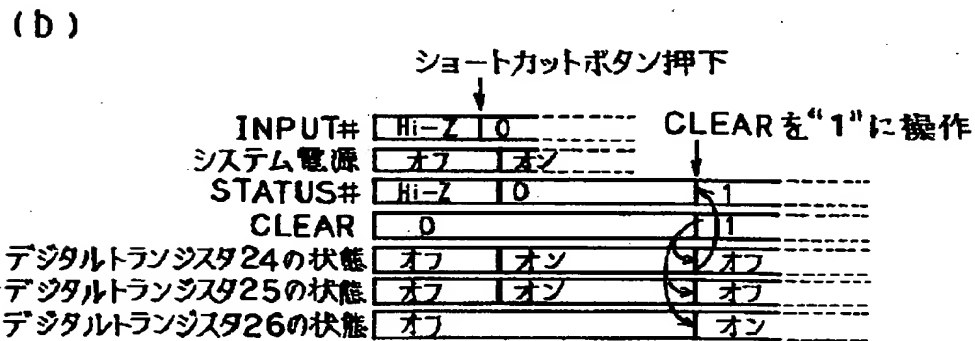 (b)
ショートカットボタン押下
INPUT# Hi-Z 0 CLEARを“1”に操作
システム電源 オフ オン
STATUS# Hi-Z 0 1
CLEAR 0 1
デジタルトランジスタ24の状態 オフ オン オフ
デジタルトランジスタ25の状態 オフ オン オフ
デジタルトランジスタ26の状態 オフ オン